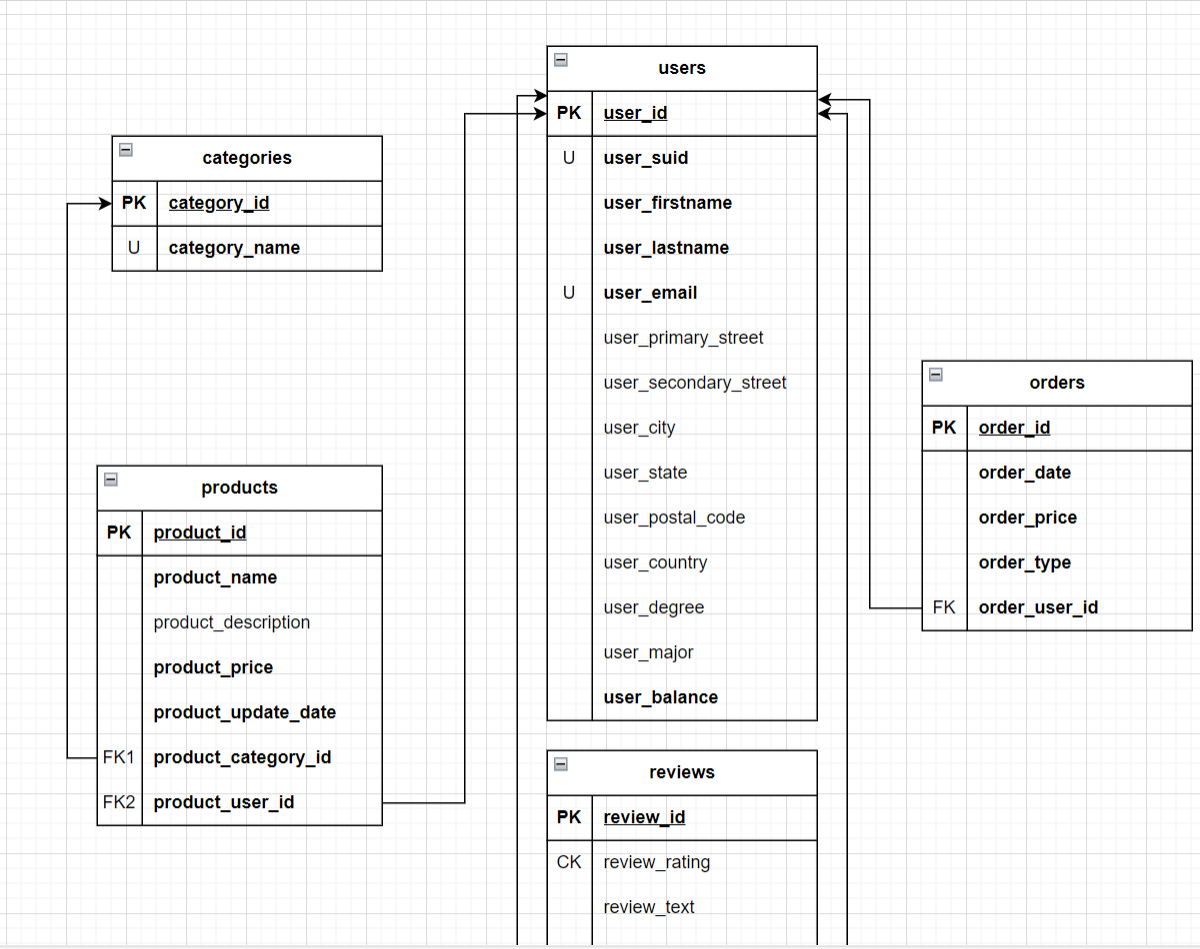 users
PK user_id
U user_suid
user_firstname
user_lastname
U user_email
user_primary_street
user_secondary_street
user_city
user_state
user_postal_code
user_country
user_degree
user_major
user_balance
categories
PK category_id
U category_name
orders
PK order_id
order_date
order_price
order_type
FK order_user_id
products
PK product_id
product_name
product_description
product_price
product_update_date
FK1 product_category_id
FK2 product_user_id
reviews
PK review_id
CK review_rating
review_text